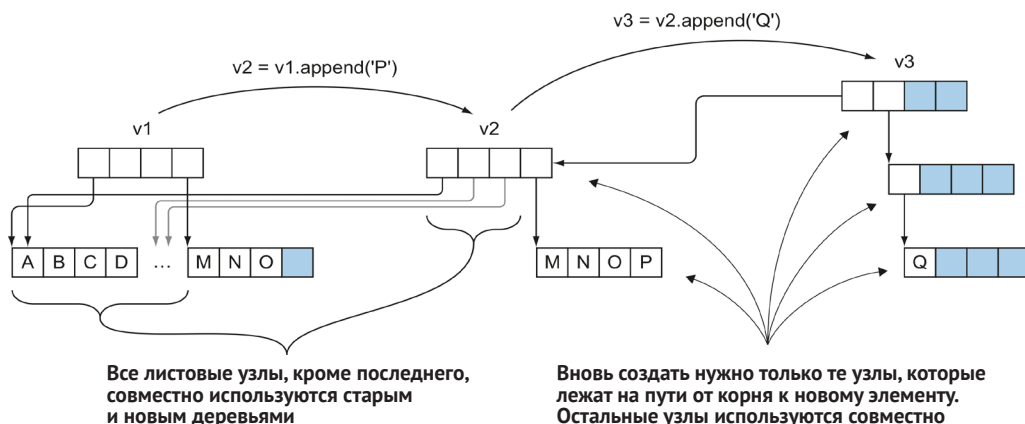 v3 = v2.append('Q')
v2 = v1.append('P')
v3
v1
v2
A B C D ... M N O
M N O P
Q
Все листовые узлы, кроме последнего,
совместно используются старым
и новым деревьями
Вновь создать нужно только те узлы, которые
лежат на пути от корня к новому элементу.
Остальные узлы используются совместно